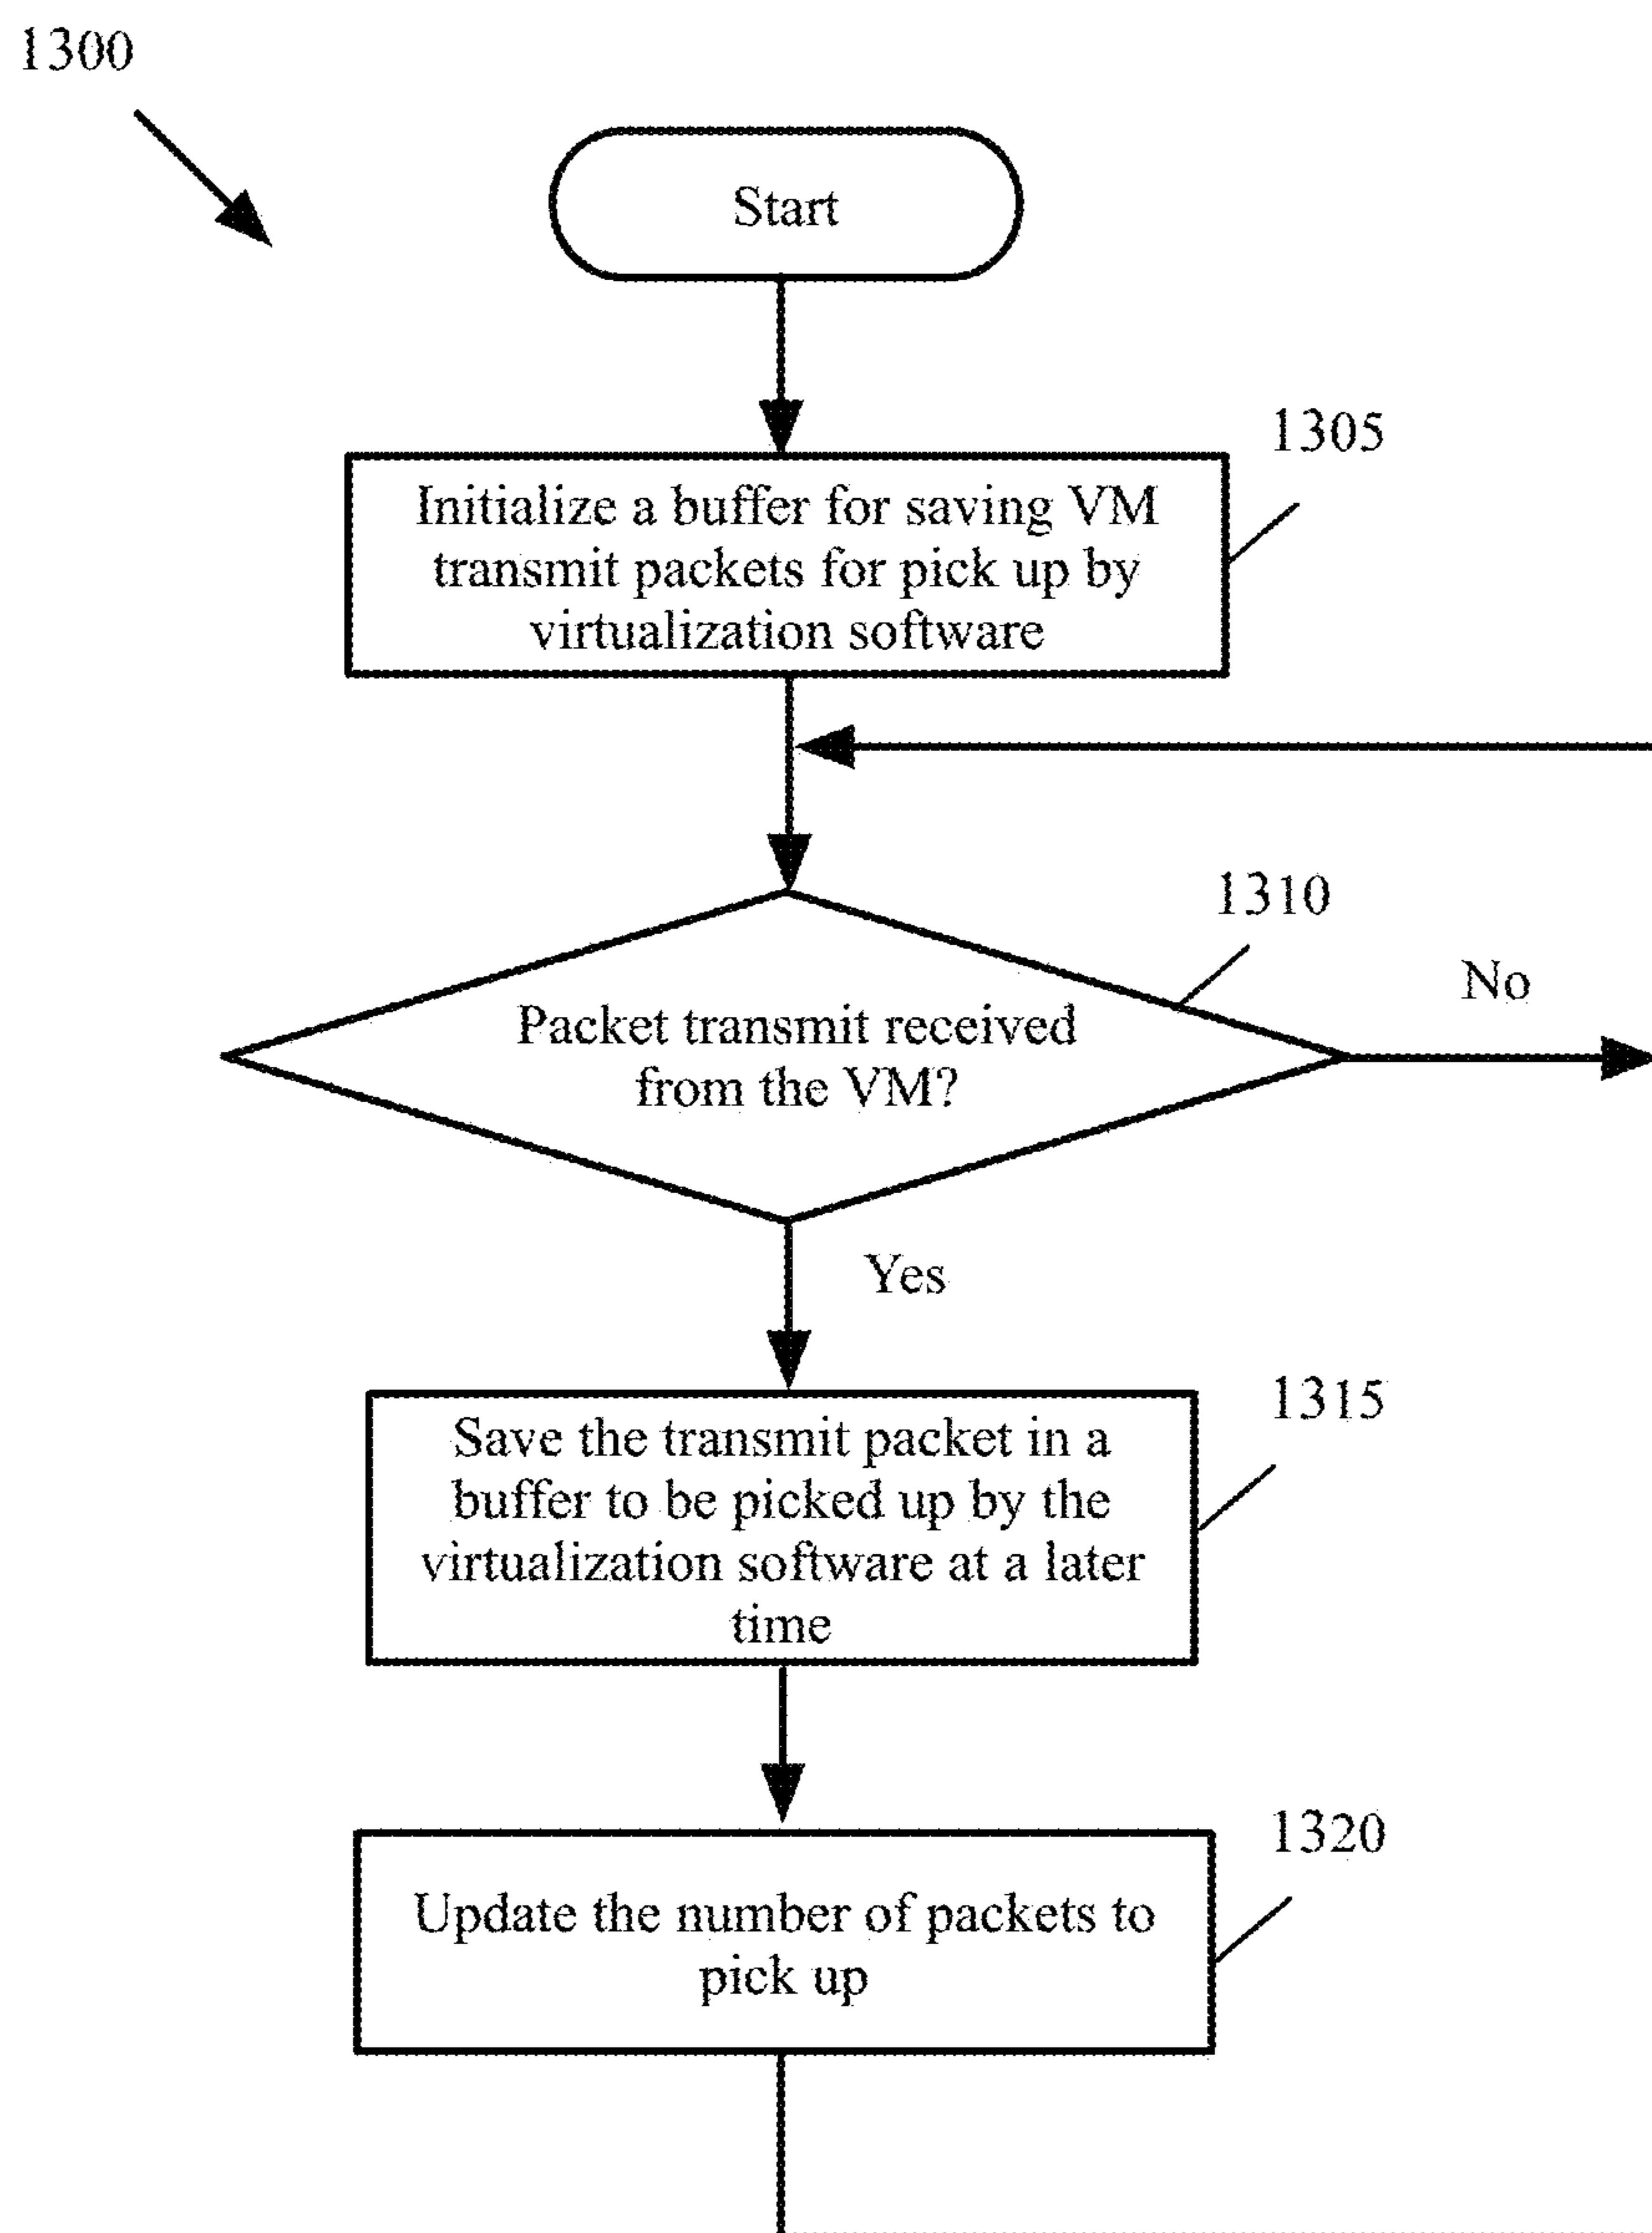 1300
Start
1305
Initialize a buffer for saving VM
transmit packets for pick up by
virtualization software
1310
No
Packet transmit received
from the VM?
Yes
1315
Save the transmit packet in a
buffer to be picked up by the
virtualization software at a later
time
1320
Update the number of packets to
pick up